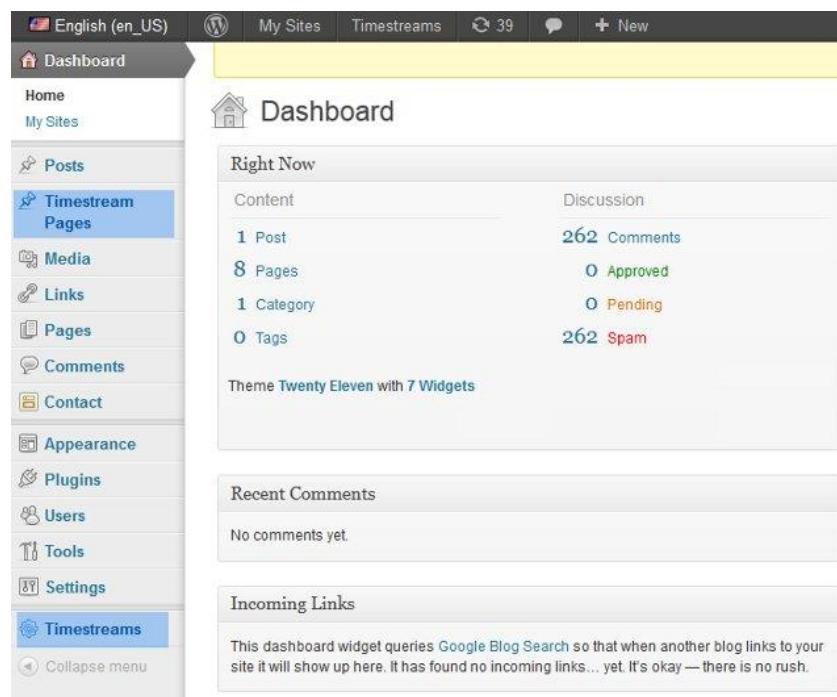 English (en_US) My Sites Timestreams 39 New
Dashboard
Home
My Sites
Posts
Timestream
Pages
Media
Links
Pages
Comments
Contact
Appearance
Plugins
Users
Tools
Settings
Timestreams
Collapse menu
Dashboard
Right Now
Content
1 Post
8 Pages
1 Category
0 Tags
Discussion
262 Comments
0 Approved
0 Pending
262 Spam
Theme Twenty Eleven with 7 Widgets
Recent Comments
No comments yet.
Incoming Links
This dashboard widget queries Google Blog Search so that when another blog links to your
site it will show up here. It has found no incoming links… yet. It's okay — there is no rush.